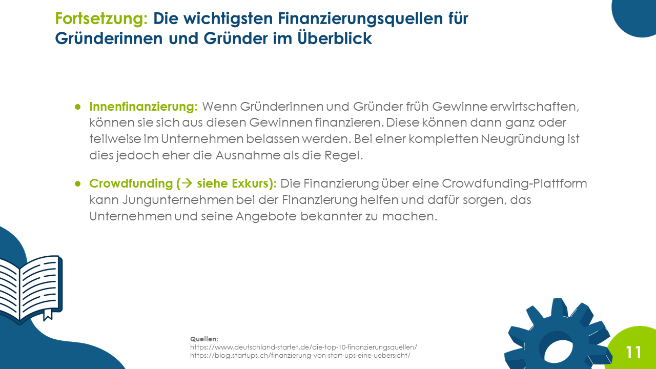 Fortsetzung: Die wichtigsten Finanzierungsquellen für
Gründerinnen und Gründer im Überblick
● Innenfinanzierung: Wenn Gründerinnen und Gründer früh Gewinne erwirtschaften,
können sie sich aus diesen Gewinnen finanzieren. Diese können dann ganz oder
teilweise im Unternehmen belassen werden. Bei einer kompletten Neugründung ist
dies jedoch eher die Ausnahme als die Regel.
● Crowdfunding (→ siehe Exkurs): Die Finanzierung über eine Crowdfunding-Plattform
kann Jungunternehmen bei der Finanzierung helfen und dafür sorgen, das
Unternehmen und seine Angebote bekannter zu machen.
Quellen:
https://www.deutschland-startet.de/die-top-10-finanzierungsquellen/
https://blog.startups.ch/finanzierung-von-start-ups-eine-uebersicht/
11